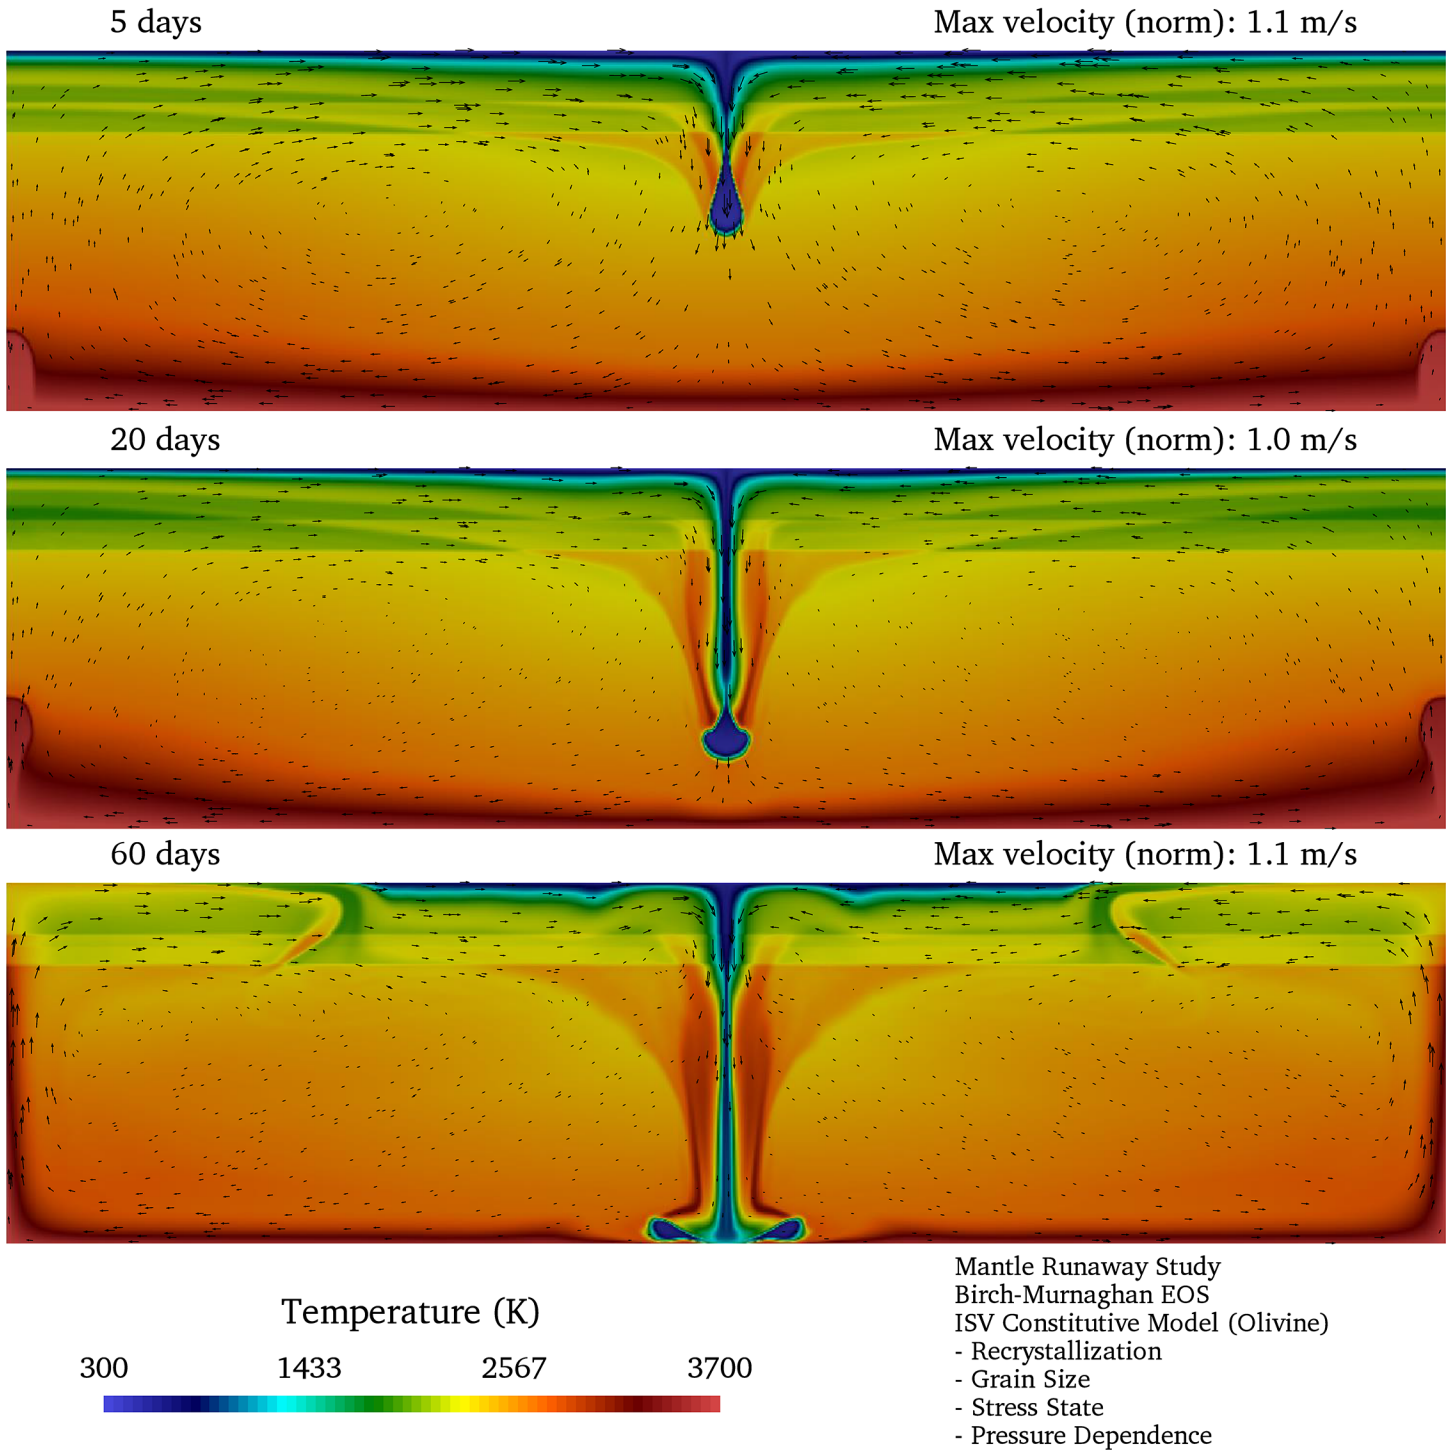 5 days Max velocity (norm): 1.1 m/s
20 days Max velocity (norm): 1.0 m/s
60 days Max velocity (norm): 1.1 m/s
Temperature (K)
300 1433 2567 3700
Mantle Runaway Study
Birch-Murnaghan EOS
ISV Constitutive Model (Olivine)
- Recrystallization
- Grain Size
- Stress State
- Pressure Dependence